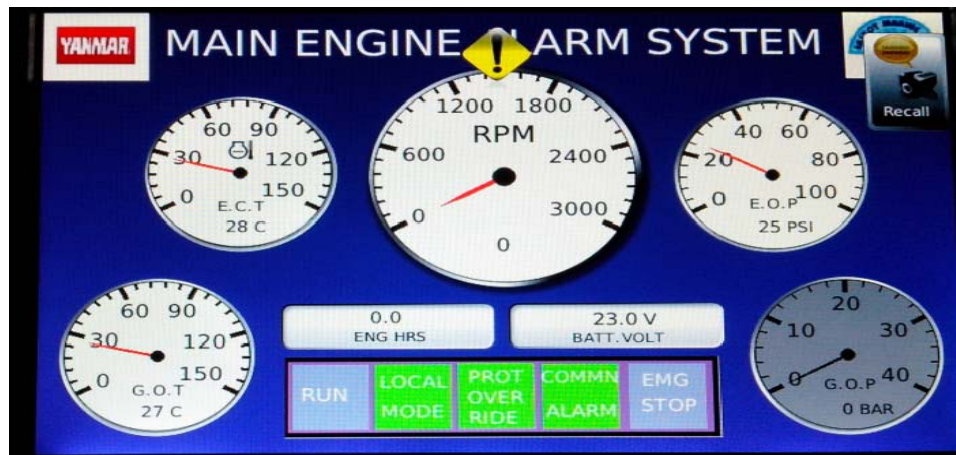 YANMAR
MAIN ENGINE ALARM SYSTEM
Recall
0 30 60 90 120 150
E.C.T
28 C
0 600 1200 1800 2400 3000
RPM
0
0 20 40 60 80 100
E.O.P
25 PSI
0 30 60 90 120 150
G.O.T
27 C
0.0
ENG HRS
23.0 V
BATT.VOLT
0 10 20 30 40
G.O.P
0 BAR
RUN
LOCAL
MODE
PROT
OVER
RIDE
COMMN
ALARM
EMG
STOP